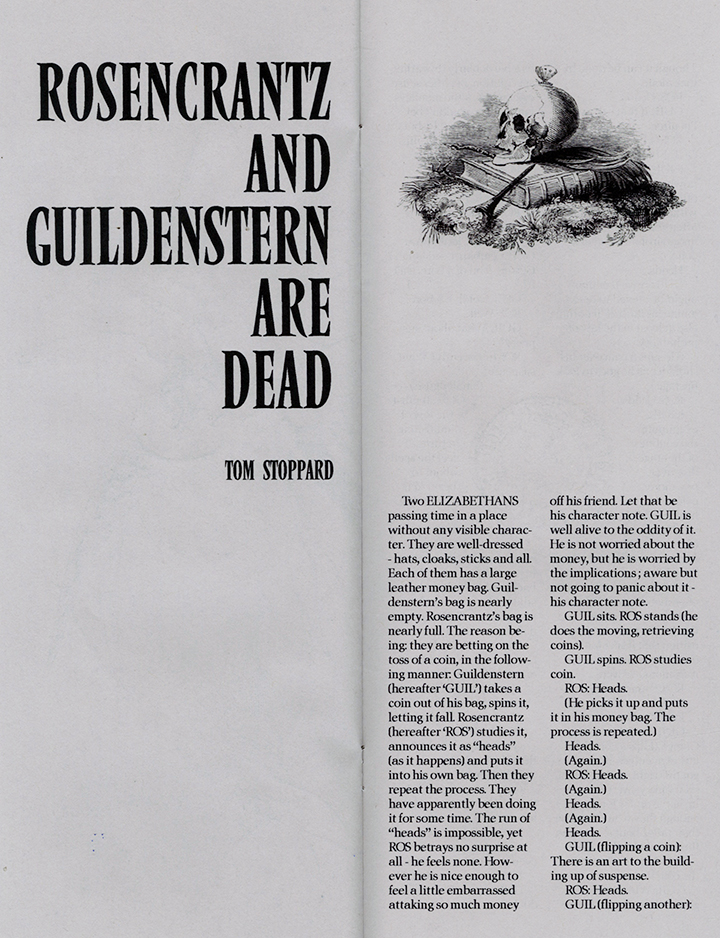 ROSENCRANTZ
AND
GUILDENSTERN
ARE
DEAD
TOM STOPPARD
Two ELIZABETHANS
passing time in a place
without any visible charac-
ter. They are well-dressed
- hats, cloaks, sticks and all.
Each of them has a large
leather money bag. Guil-
denstern's bag is nearly
empty. Rosencrantz's bag is
nearly full. The reason be-
ing: they are betting on the
toss of a coin, in the follow-
ing manner: Guildenstern
(hereafter 'GUIL') takes a
coin out of his bag, spins it,
letting it fall. Rosencrantz
(hereafter 'ROS') studies it,
announces it as "heads"
(as it happens) and puts it
into his own bag. Then they
repeat the process. They
have apparently been doing
it for some time. The run of
"heads" is impossible, yet
ROS betrays no surprise at
all - he feels none. How-
ever he is nice enough to
feel a little embarrassed
attaking so much money
off his friend. Let that be
his character note. GUIL is
well alive to the oddity of it.
He is not worried about the
money, but he is worried by
the implications ; aware but
not going to panic about it -
his character note.
GUIL sits. ROS stands (he
does the moving, retrieving
coins).
GUIL spins. ROS studies
coin.
ROS: Heads.
(He picks it up and puts
it in his money bag. The
process is repeated.)
Heads.
(Again.)
ROS: Heads.
(Again.)
Heads.
(Again.)
Heads.
GUIL (flipping a coin):
There is an art to the build-
ing up of suspense.
ROS: Heads.
GUIL (flipping another):